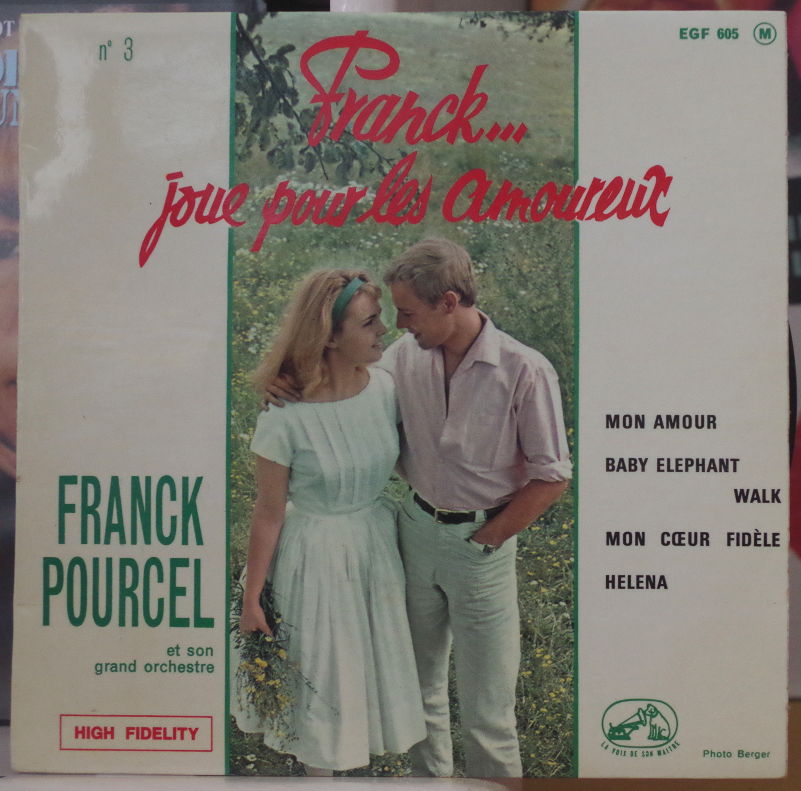 n° 3
EGF 605 M
Franck...
joue pour les amoureux
MON AMOUR
BABY ELEPHANT
WALK
MON CŒUR FIDÈLE
HELENA
FRANCK
POURCEL
et son
grand orchestre
HIGH FIDELITY
LA VOIX DE SON MAITRE
Photo Berger